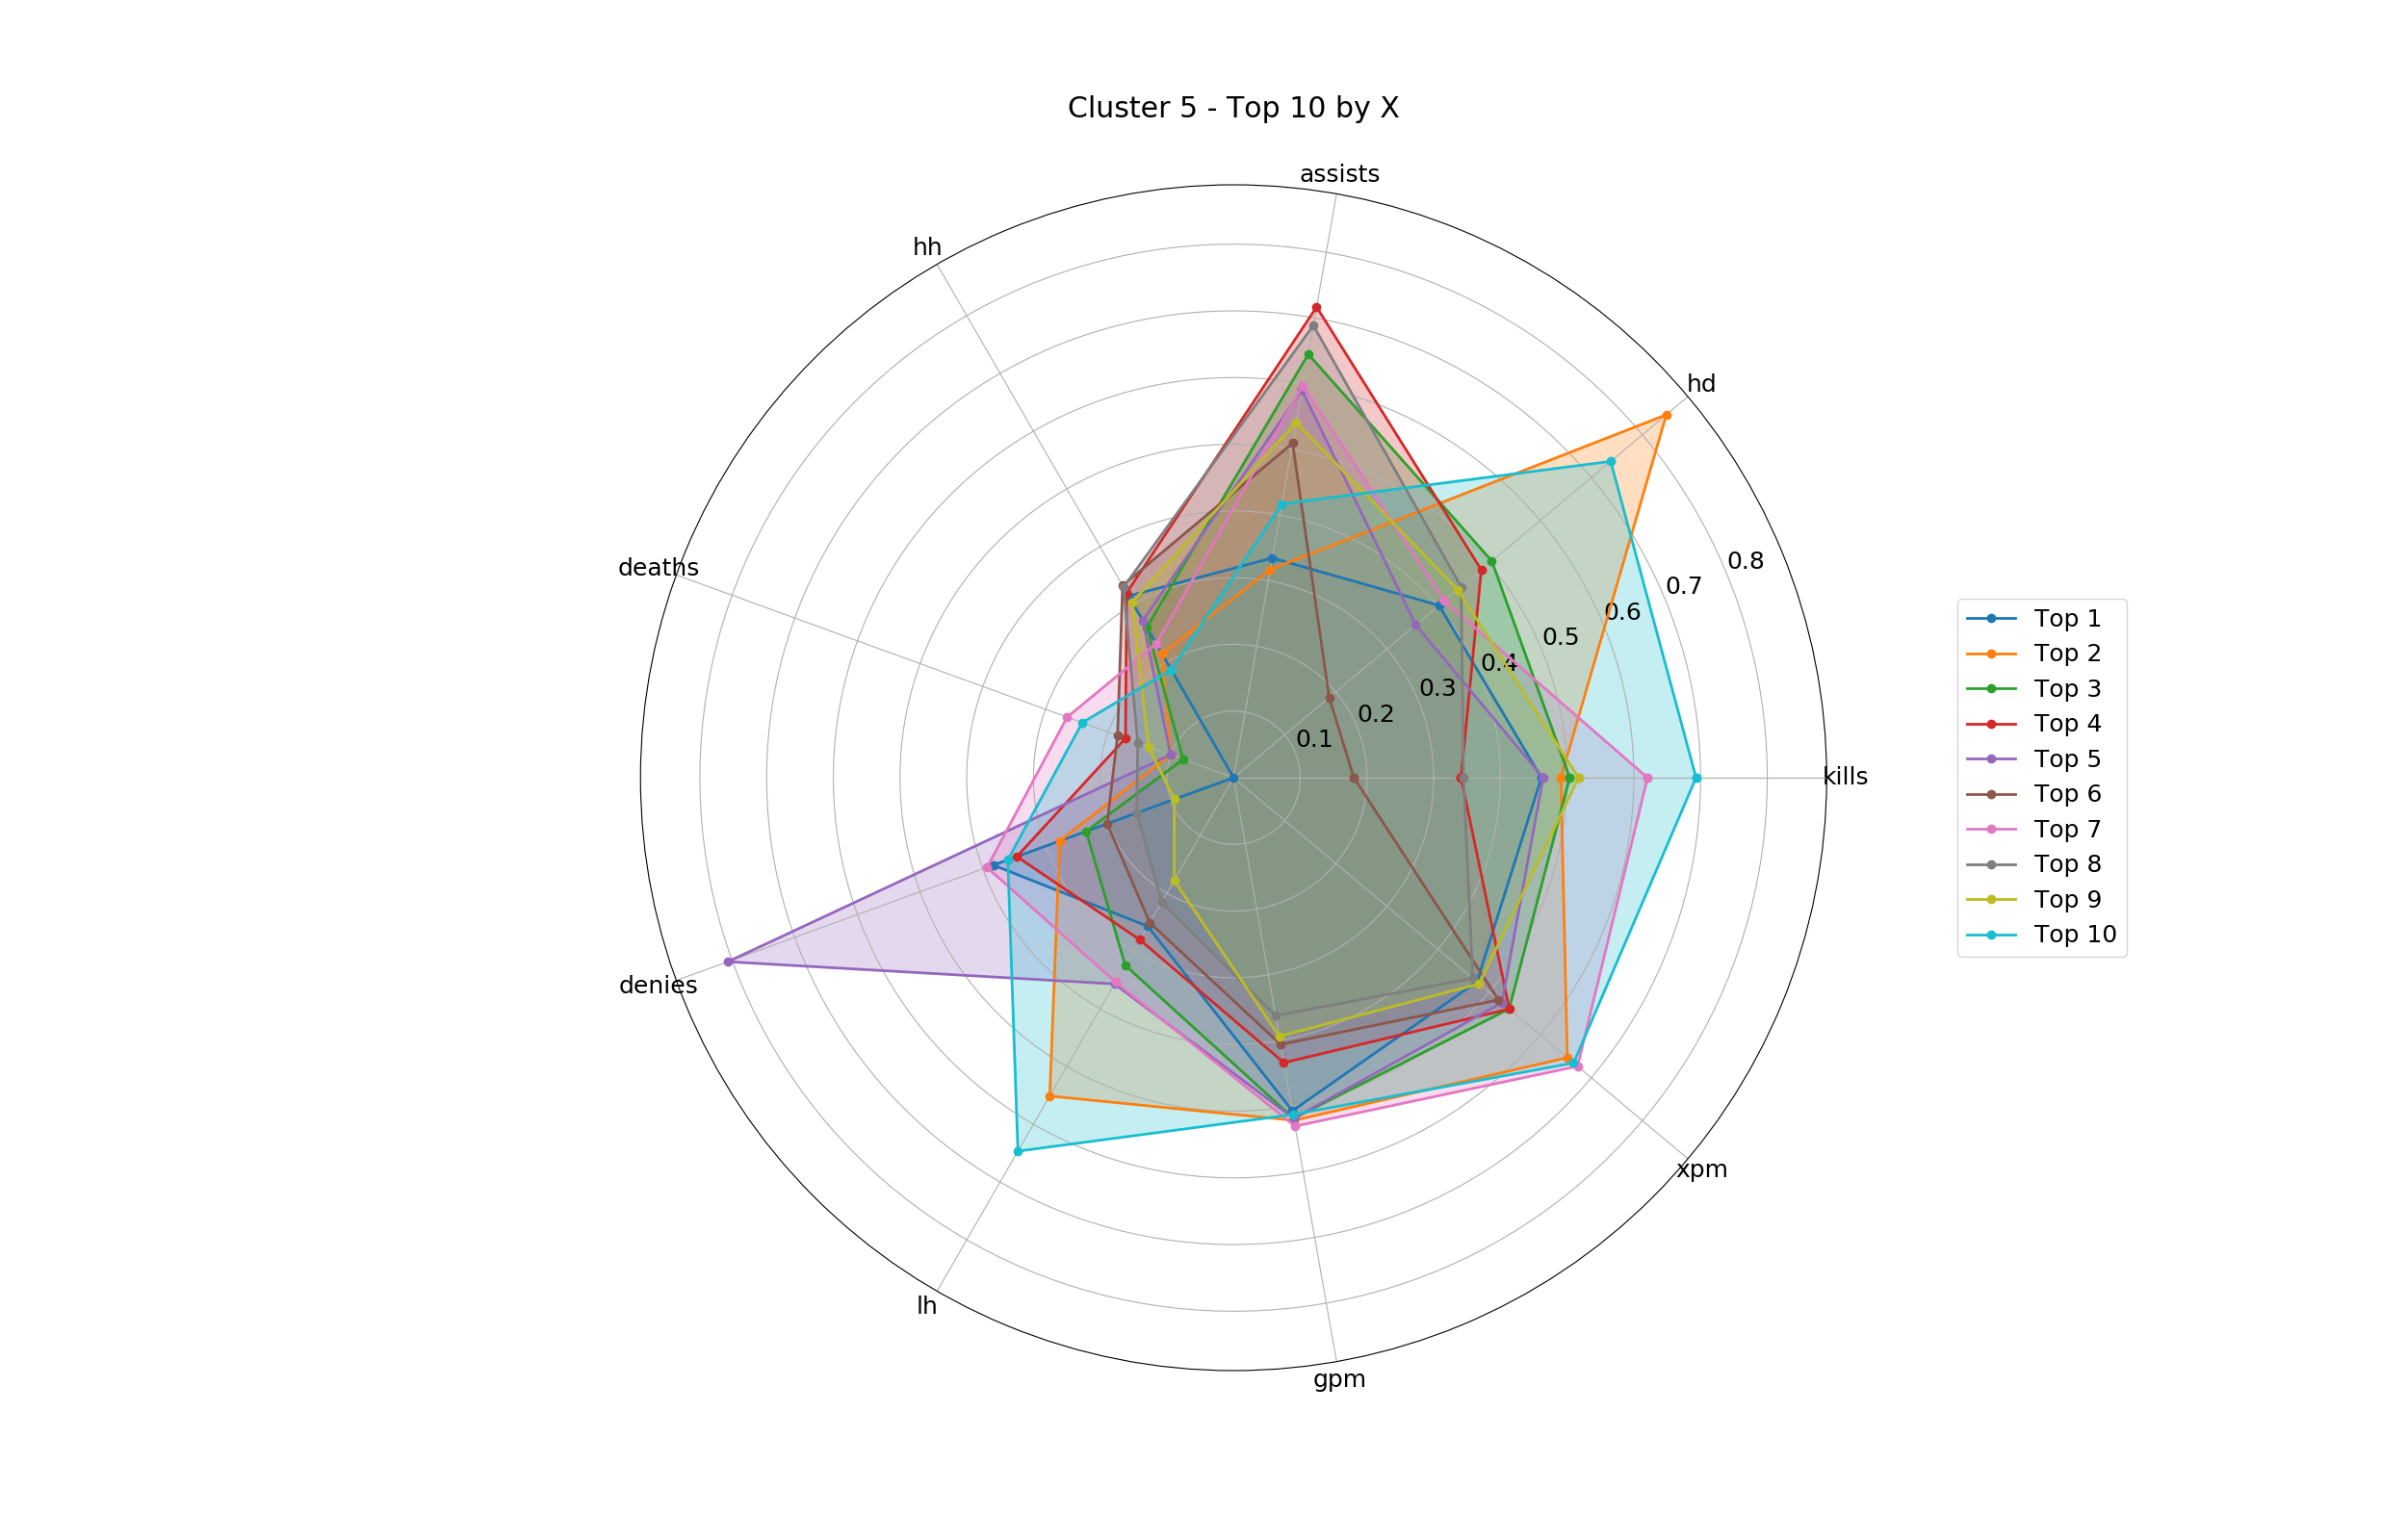 Cluster 5 - Top 10 by X
assists
hh
hd
deaths
kills
denies
xpm
lh
gpm
0.1
0.2
0.3
0.4
0.5
0.6
0.7
0.8
Top 1
Top 2
Top 3
Top 4
Top 5
Top 6
Top 7
Top 8
Top 9
Top 10